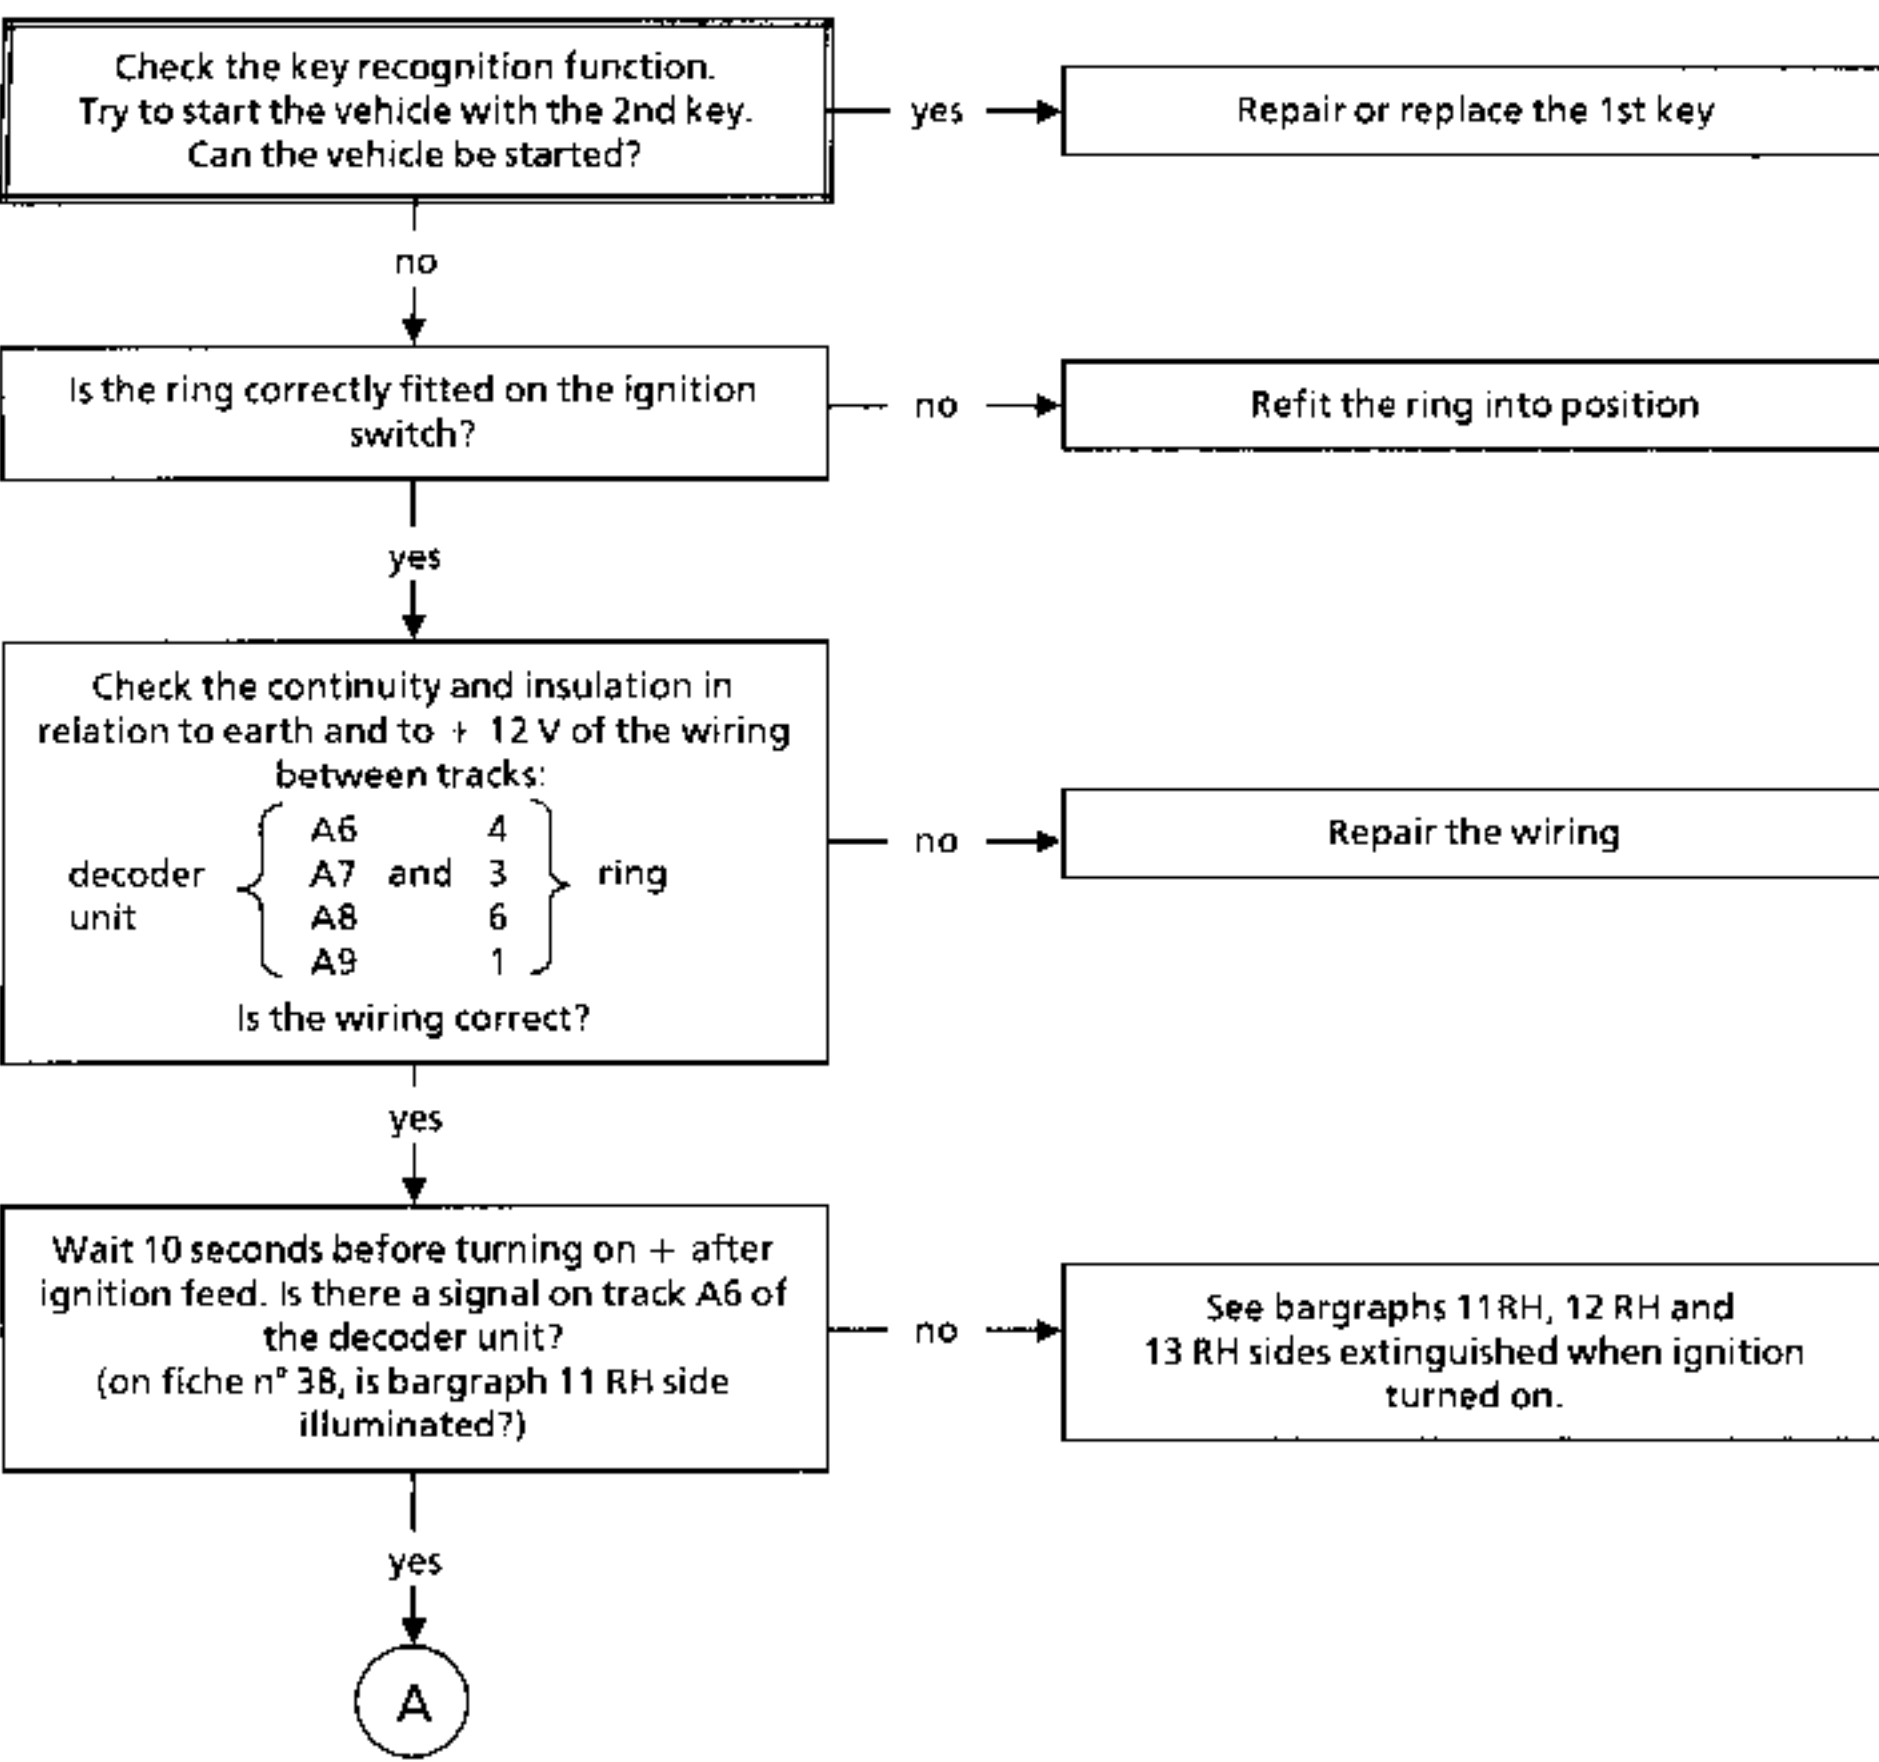 Check the key recognition function.
Try to start the vehicle with the 2nd key.
Can the vehicle be started?
yes
Repair or replace the 1st key
no
Is the ring correctly fitted on the ignition
switch?
no
Refit the ring into position
yes
Check the continuity and insulation in
relation to earth and to + 12 V of the wiring
between tracks:
A6 4
decoder A7 and 3 ring
unit A8 6
A9 1
Is the wiring correct?
no
Repair the wiring
yes
Wait 10 seconds before turning on + after
ignition feed. Is there a signal on track A6 of
the decoder unit?
(on fiche n° 38, is bargraph 11 RH side
illuminated?)
no
See bargraphs 11RH, 12 RH and
13 RH sides extinguished when ignition
turned on.
yes
A